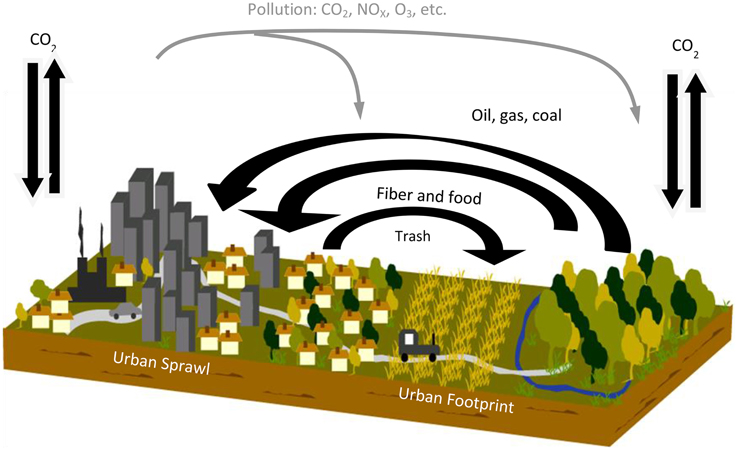 Pollution: CO₂, NOₓ, O₃, etc.
CO₂
CO₂
Oil, gas, coal
Fiber and food
Trash
Urban Sprawl
Urban Footprint